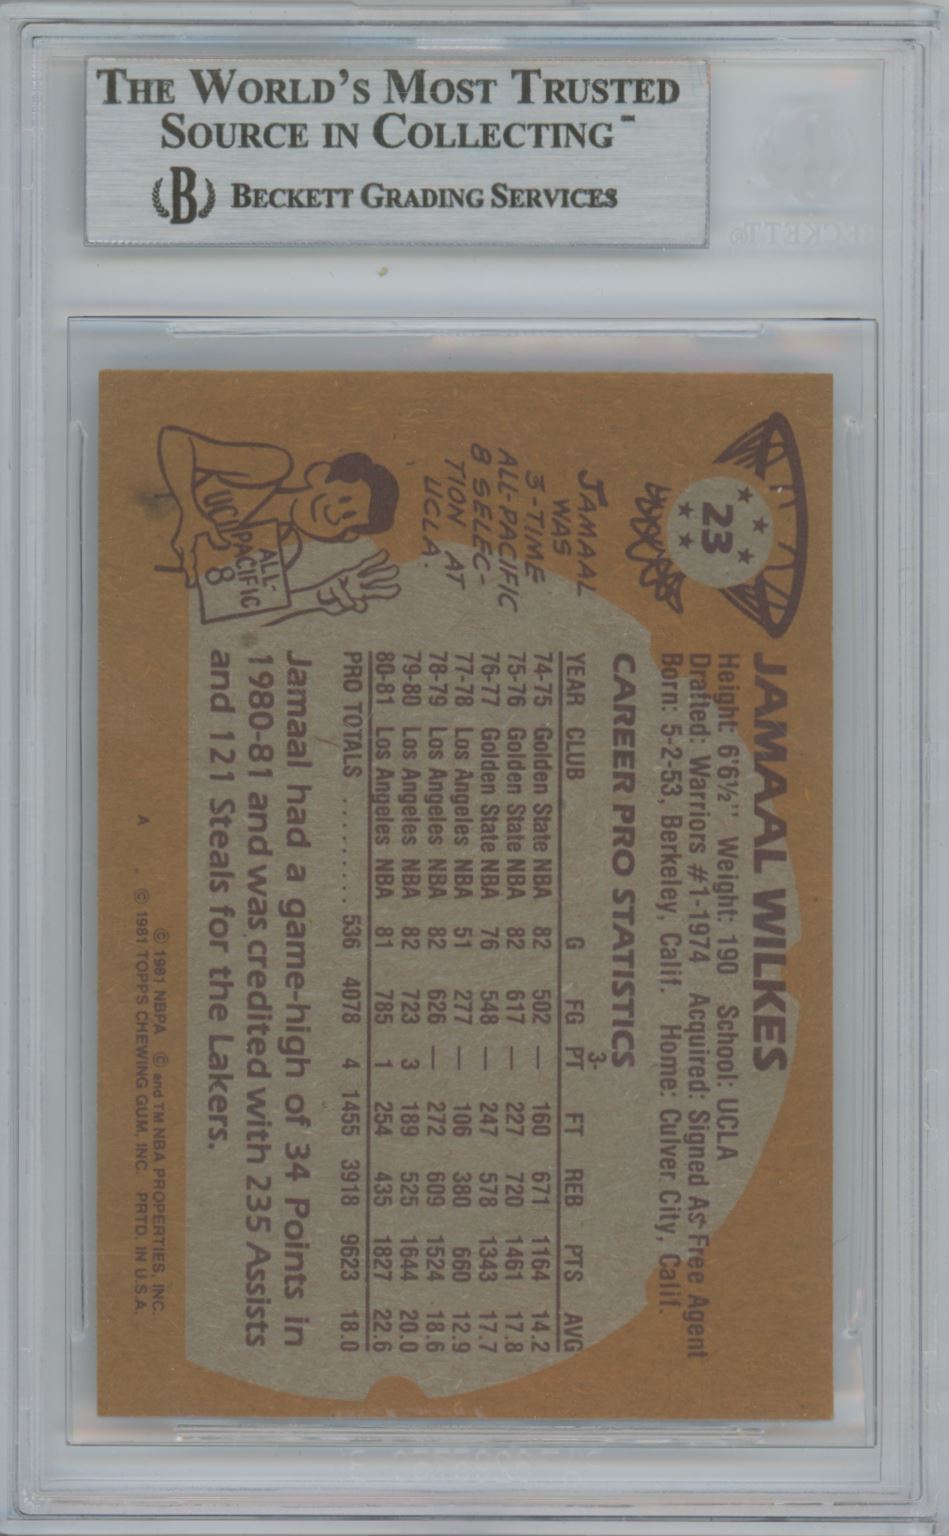 THE WORLD'S MOST TRUSTED
SOURCE IN COLLECTING™
B BECKETT GRADING SERVICES
BECKETT®
23
JAMAAL WILKES
Height: 6'6½" Weight: 190 School: UCLA
Drafted: Warriors #1-1974 Acquired: Signed As Free Agent
Born: 5-2-53, Berkeley, Calif. Home: Culver City, Calif.
CAREER PRO STATISTICS
YEAR CLUB G FG 3-PT FT REB PTS AVG
74-75 Golden State NBA 82 502 — 160 671 1164 14.2
75-76 Golden State NBA 82 617 — 227 720 1461 17.8
76-77 Golden State NBA 76 548 — 247 578 1343 17.7
77-78 Los Angeles NBA 51 277 — 106 380 660 12.9
78-79 Los Angeles NBA 82 626 — 272 609 1524 18.6
79-80 Los Angeles NBA 82 723 3 189 525 1644 20.0
80-81 Los Angeles NBA 81 785 1 254 435 1827 22.6
PRO TOTALS .......... 536 4078 4 1455 3918 9623 18.0
Jamaal had a game-high of 34 Points in
1980-81 and was credited with 235 Assists
and 121 Steals for the Lakers.
JAMAAL
WAS
3-TIME
ALL-PACIFIC
8 SELEC-
TION AT
UCLA.
ALL-
PACIFIC
8
UCLA
© 1981 NBPA © and TM NBA PROPERTIES, INC.
A © 1981 TOPPS CHEWING GUM, INC. PRTD. IN U.S.A.